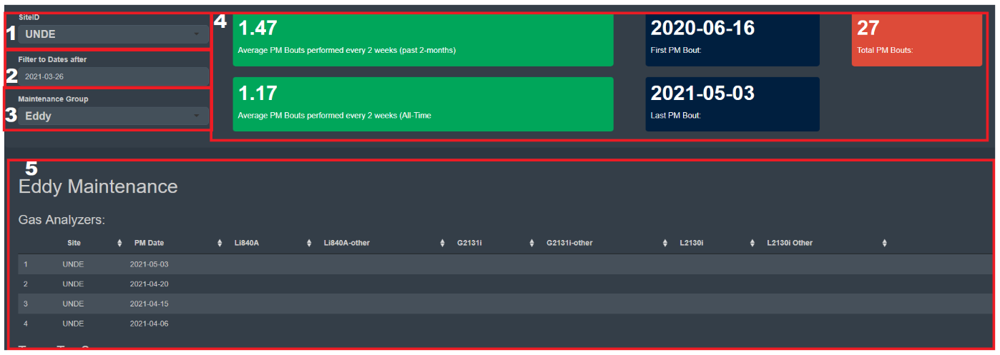 SiteID
1 UNDE
Filter to Dates after
2 2021-03-26
Maintenance Group
3 Eddy
4
1.47
Average PM Bouts performed every 2 weeks (past 2-months)
2020-06-16
First PM Bout:
27
Total PM Bouts:
1.17
Average PM Bouts performed every 2 weeks (All-Time
2021-05-03
Last PM Bout:
5
Eddy Maintenance
Gas Analyzers:
Site PM Date Li840A Li840A-other G2131i G2131i-other L2130i L2130i Other
1 UNDE 2021-05-03
2 UNDE 2021-04-20
3 UNDE 2021-04-15
4 UNDE 2021-04-06